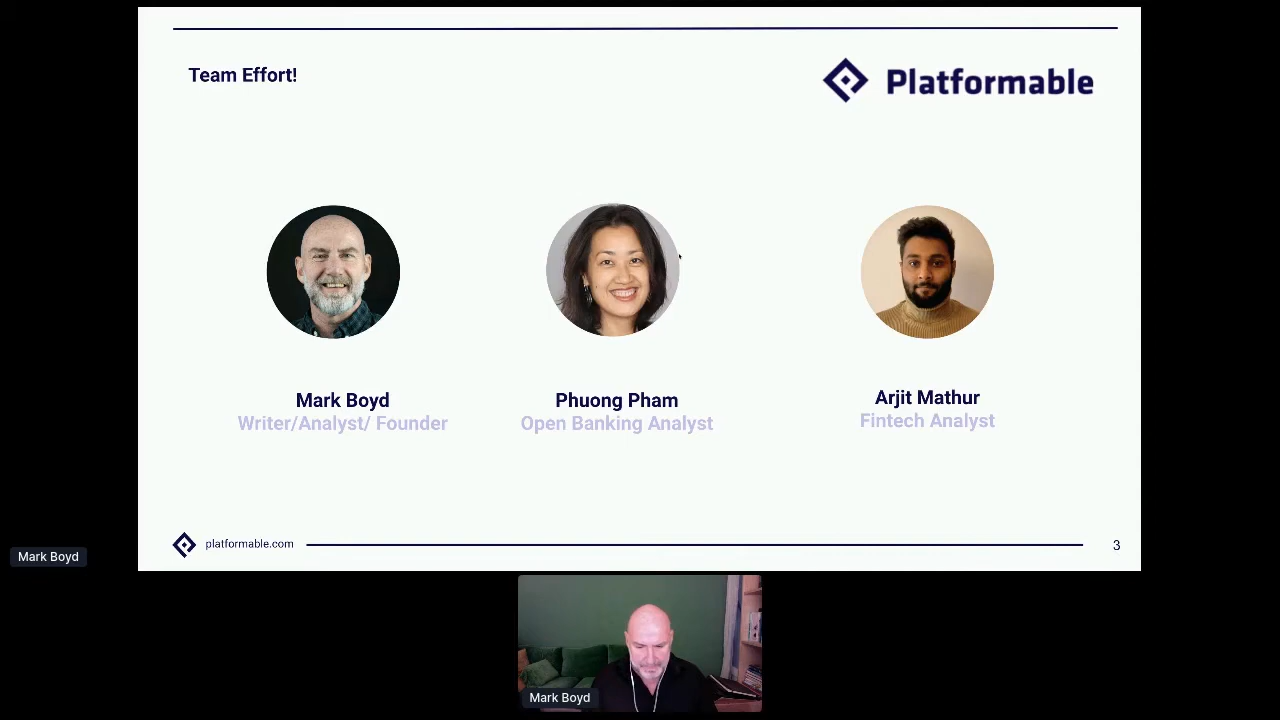 Team Effort!
Platformable
Mark Boyd
Writer/Analyst/ Founder
Phuong Pham
Open Banking Analyst
Arjit Mathur
Fintech Analyst
platformable.com
3
Mark Boyd
Mark Boyd